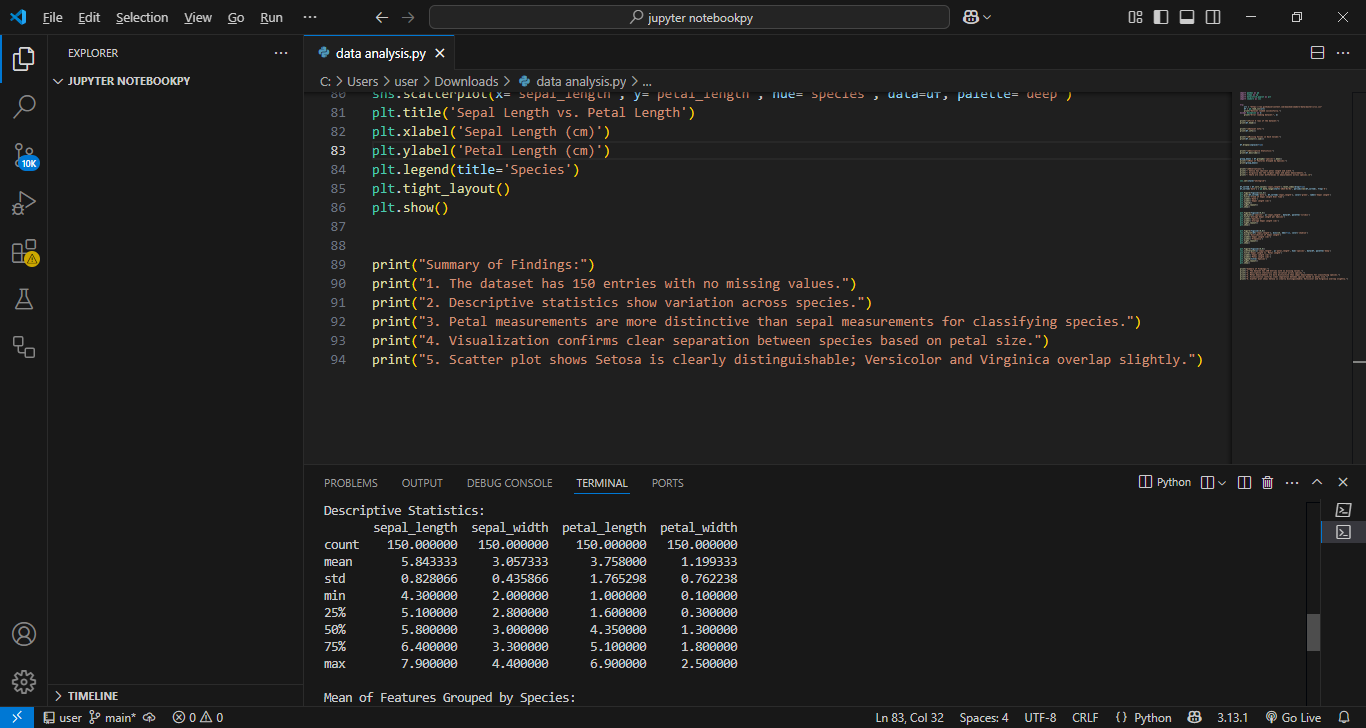 File Edit Selection View Go Run ··· jupyter notebookpy
EXPLORER ···
JUPYTER NOTEBOOKPY
10K
TIMELINE
data analysis.py
C: > Users > user > Downloads > data analysis.py > ...
80 sns.scatterplot(x='sepal_length', y='petal_length', hue='species', data=df, palette='deep')
81 plt.title('Sepal Length vs. Petal Length')
82 plt.xlabel('Sepal Length (cm)')
83 plt.ylabel('Petal Length (cm)')
84 plt.legend(title='Species')
85 plt.tight_layout()
86 plt.show()
87
88
89 print("Summary of Findings:")
90 print("1. The dataset has 150 entries with no missing values.")
91 print("2. Descriptive statistics show variation across species.")
92 print("3. Petal measurements are more distinctive than sepal measurements for classifying species.")
93 print("4. Visualization confirms clear separation between species based on petal size.")
94 print("5. Scatter plot shows Setosa is clearly distinguishable; Versicolor and Virginica overlap slightly.")
PROBLEMS OUTPUT DEBUG CONSOLE TERMINAL PORTS Python
Descriptive Statistics:
sepal_length sepal_width petal_length petal_width
count 150.000000 150.000000 150.000000 150.000000
mean 5.843333 3.057333 3.758000 1.199333
std 0.828066 0.435866 1.765298 0.762238
min 4.300000 2.000000 1.000000 0.100000
25% 5.100000 2.800000 1.600000 0.300000
50% 5.800000 3.000000 4.350000 1.300000
75% 6.400000 3.300000 5.100000 1.800000
max 7.900000 4.400000 6.900000 2.500000
Mean of Features Grouped by Species:
user main* 0 0 Ln 83, Col 32 Spaces: 4 UTF-8 CRLF {} Python 3.13.1 Go Live